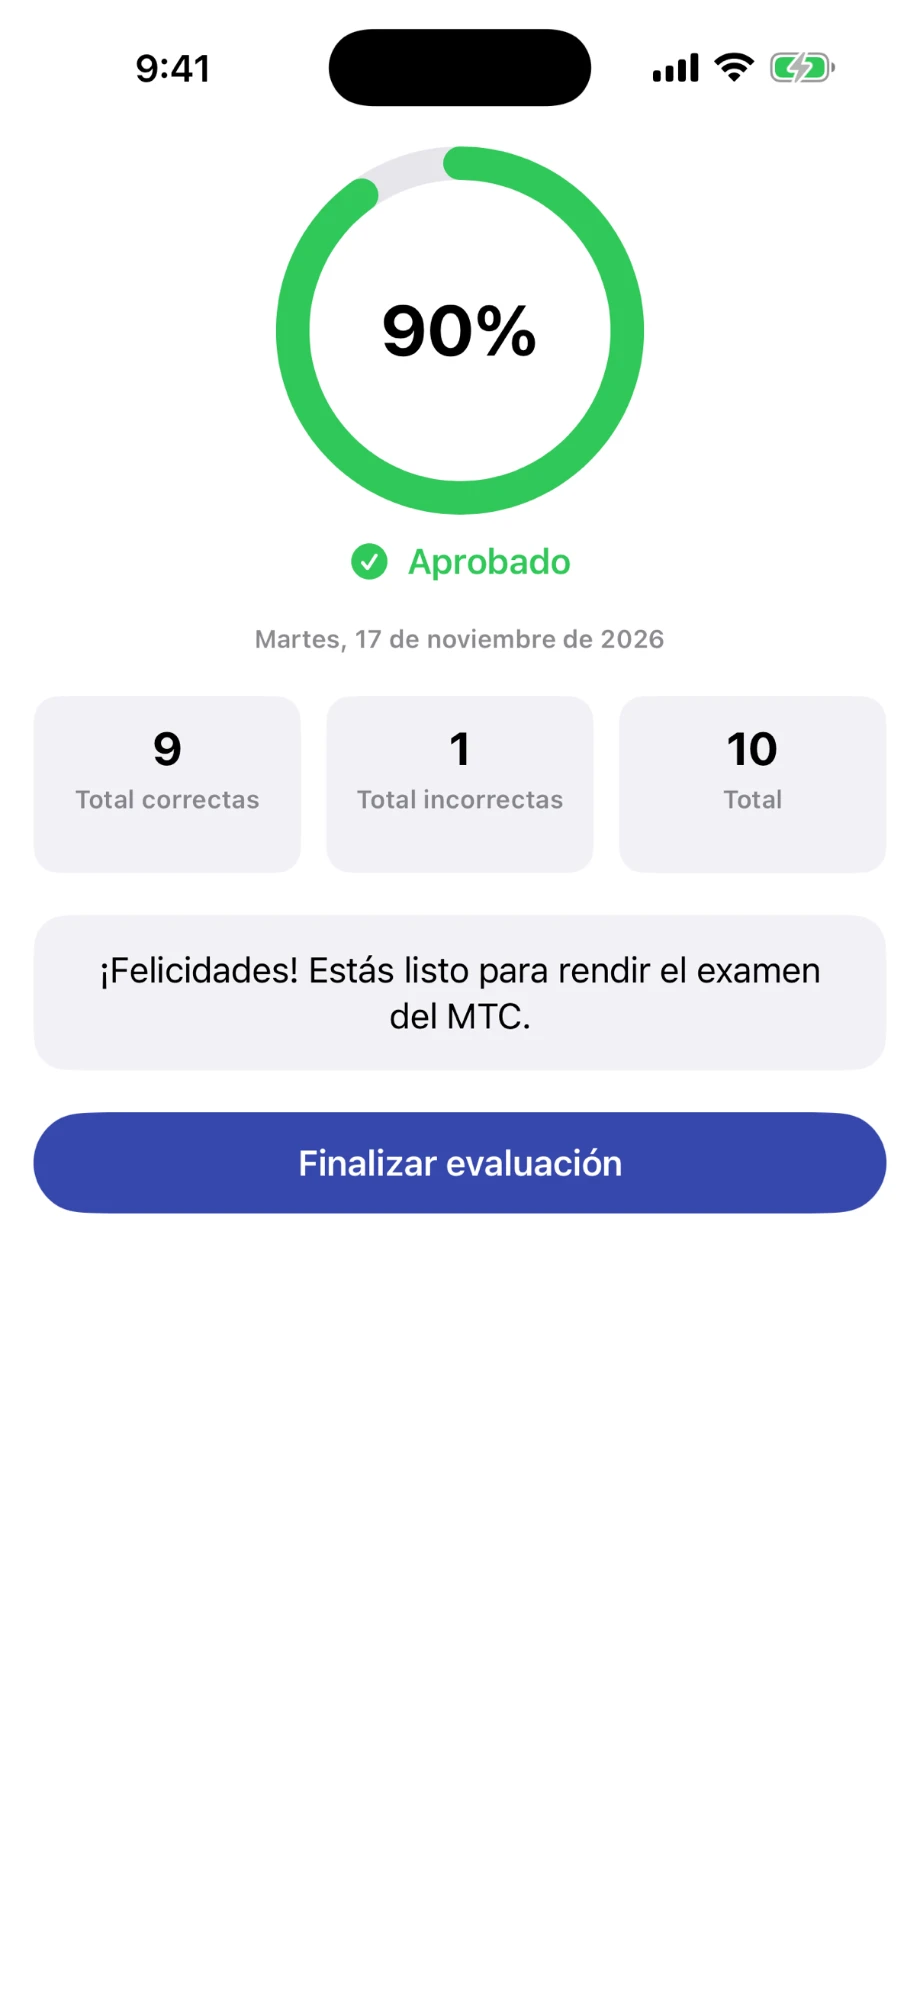 9:41
90%
Aprobado
Martes, 17 de noviembre de 2026
9
Total correctas
1
Total incorrectas
10
Total
¡Felicidades! Estás listo para rendir el examen
del MTC.
Finalizar evaluación